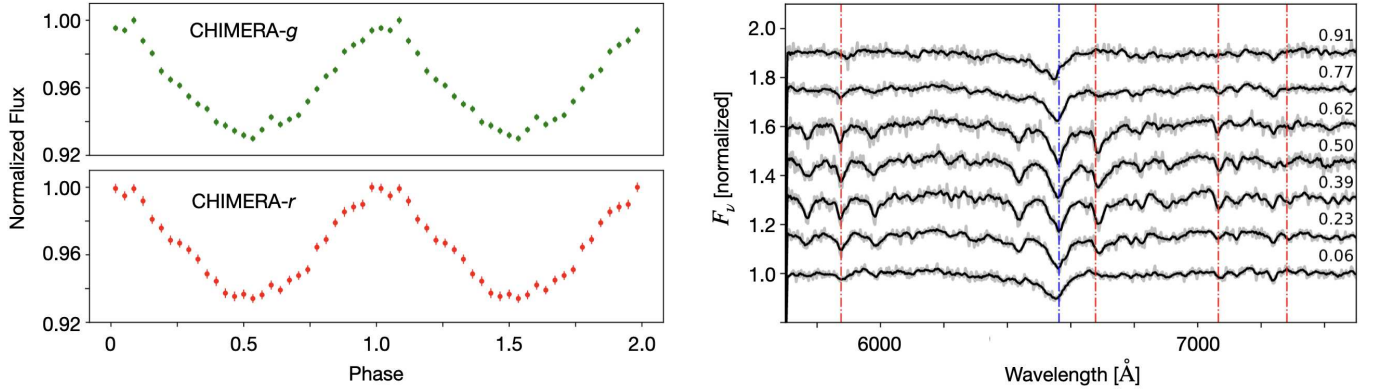 1.00
CHIMERA-g
0.96
0.92
1.00
CHIMERA-r
0.96
0.92
Normalized Flux
0 0.5 1.0 1.5 2.0
Phase
2.0
1.8
1.6
1.4
1.2
1.0
Fν [normalized]
0.91
0.77
0.62
0.50
0.39
0.23
0.06
6000 7000
Wavelength [Å]